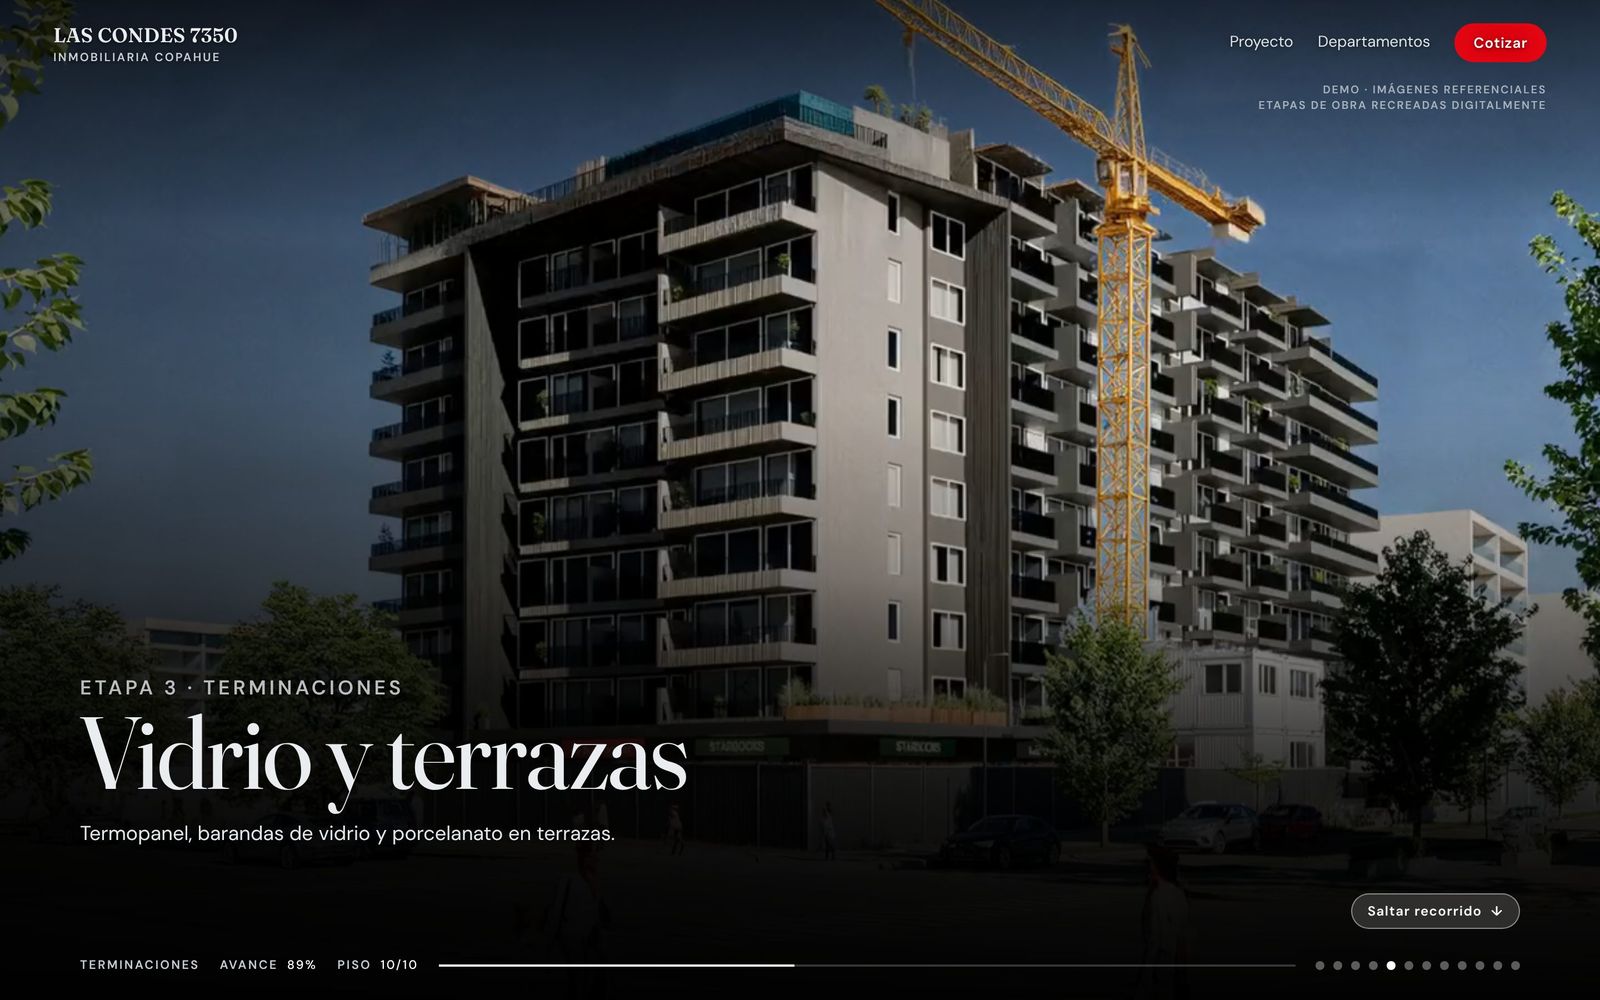 LAS CONDES 7350
INMOBILIARIA COPAHUE
Proyecto
Departamentos
Cotizar
DEMO · IMÁGENES REFERENCIALES
ETAPAS DE OBRA RECREADAS DIGITALMENTE
ETAPA 3 · TERMINACIONES
Vidrio y terrazas
Termopanel, barandas de vidrio y porcelanato en terrazas.
Saltar recorrido ↓
TERMINACIONES AVANCE 89% PISO 10/10